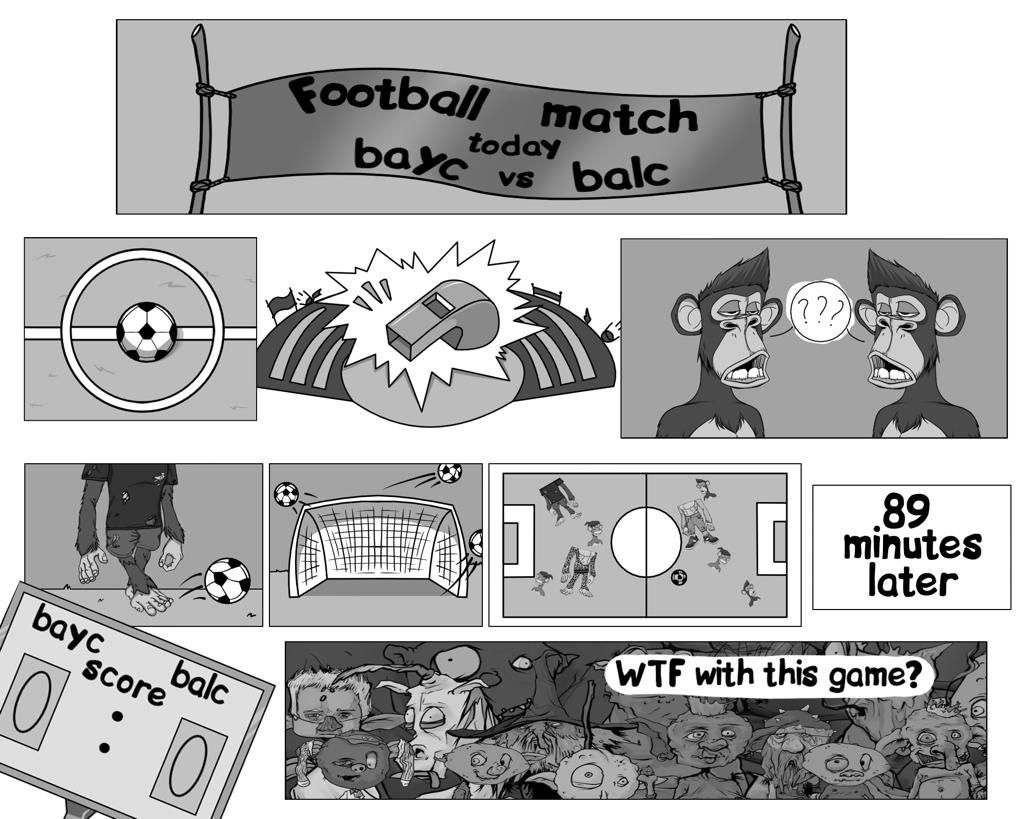 Football match
today
bayc vs balc
???
89
minutes
later
bayc
score
balc
0 : 0
WTF with this game?